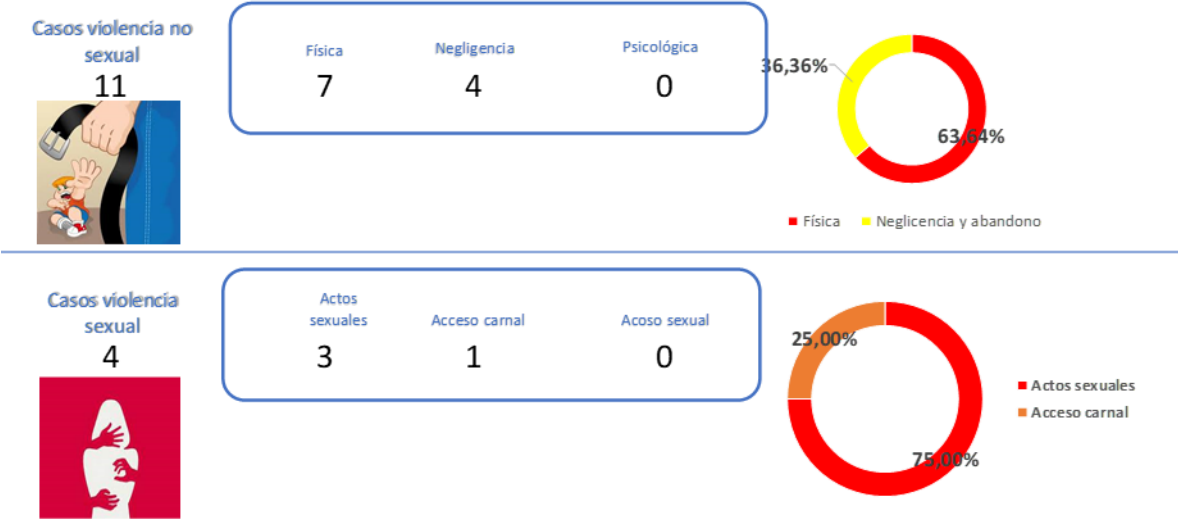 Casos violencia no
sexual
11
Física
7
Negligencia
4
Psicológica
0
36,36%
63,64%
Física
Neglicencia y abandono
Casos violencia
sexual
4
Actos
sexuales
3
Acceso carnal
1
Acoso sexual
0
25,00%
75,00%
Actos sexuales
Acceso carnal